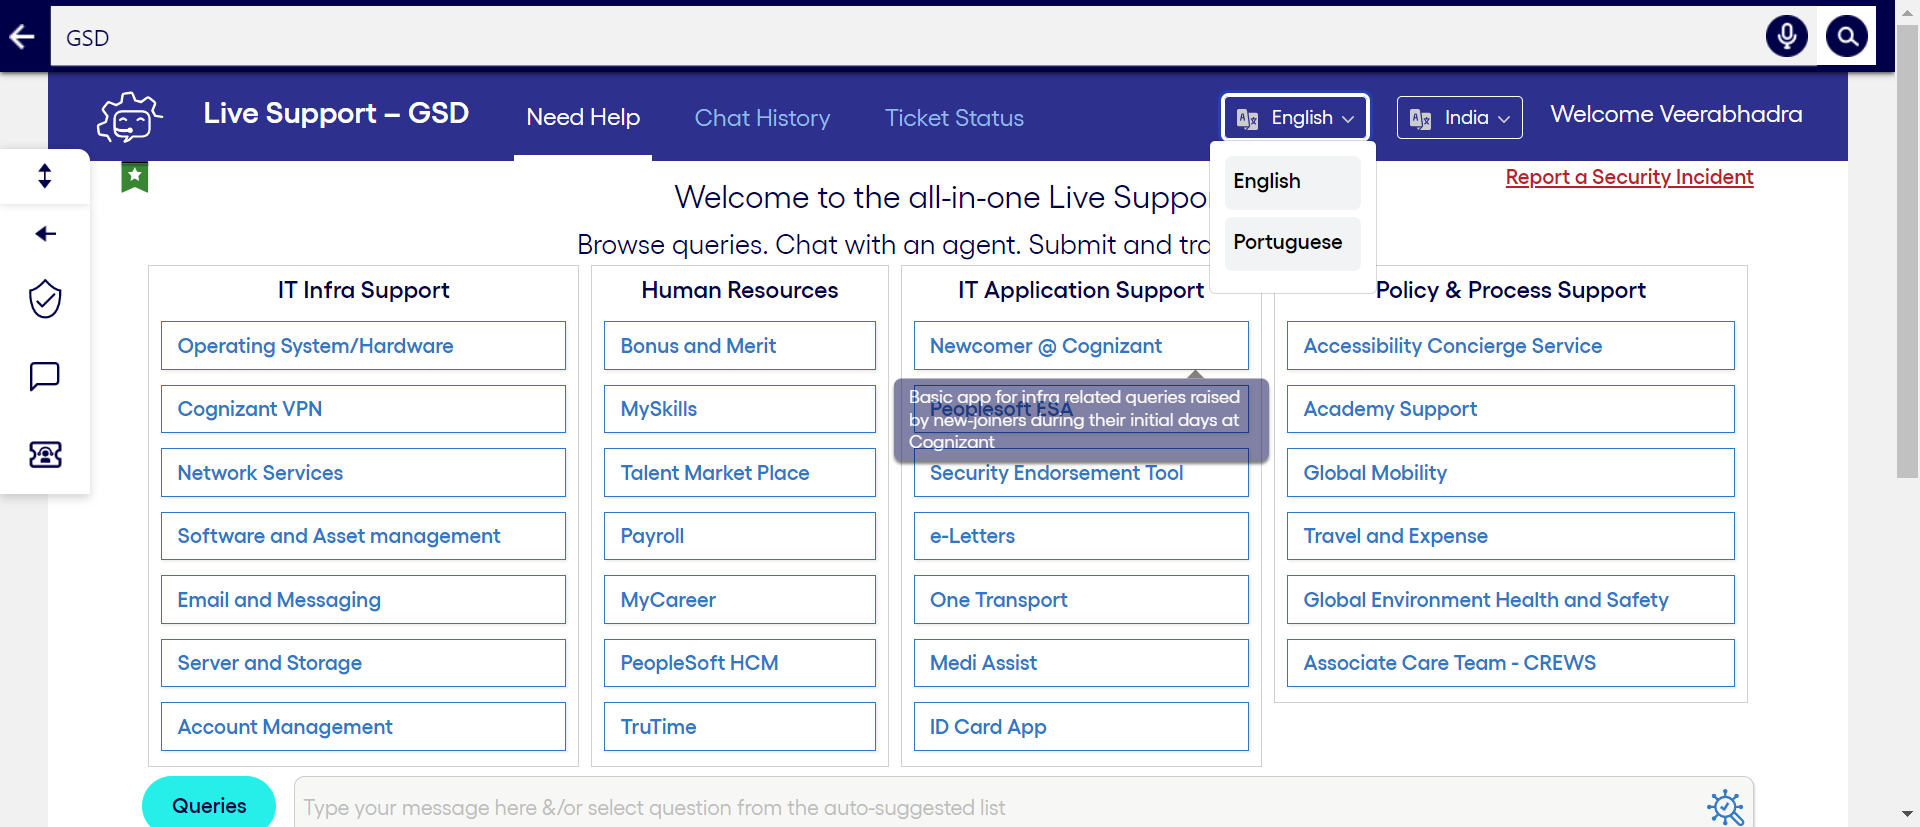 GSD
Live Support – GSD
Need Help
Chat History
Ticket Status
English
India
Welcome Veerabhadra
English
Portuguese
Report a Security Incident
Welcome to the all-in-one Live Suppo
Browse queries. Chat with an agent. Submit and tra
IT Infra Support
Operating System/Hardware
Cognizant VPN
Network Services
Software and Asset management
Email and Messaging
Server and Storage
Account Management
Human Resources
Bonus and Merit
MySkills
Talent Market Place
Payroll
MyCareer
PeopleSoft HCM
TruTime
IT Application Support
Newcomer @ Cognizant
Basic app for infra related queries raised
by new-joiners during their initial days at
Cognizant
Peoplesoft ESA
Security Endorsement Tool
e-Letters
One Transport
Medi Assist
ID Card App
Policy & Process Support
Accessibility Concierge Service
Academy Support
Global Mobility
Travel and Expense
Global Environment Health and Safety
Associate Care Team - CREWS
Queries
Type your message here &/or select question from the auto-suggested list